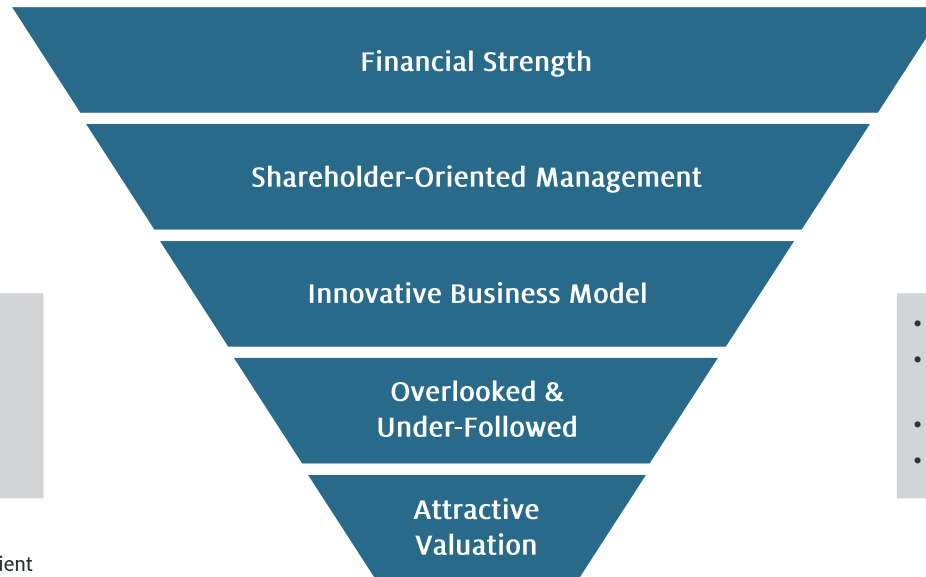 Financial Strength
Shareholder-Oriented Management
Innovative Business Model
•
•
Overlooked &
Under-Followed
•
•
Attractive
Valuation
ient